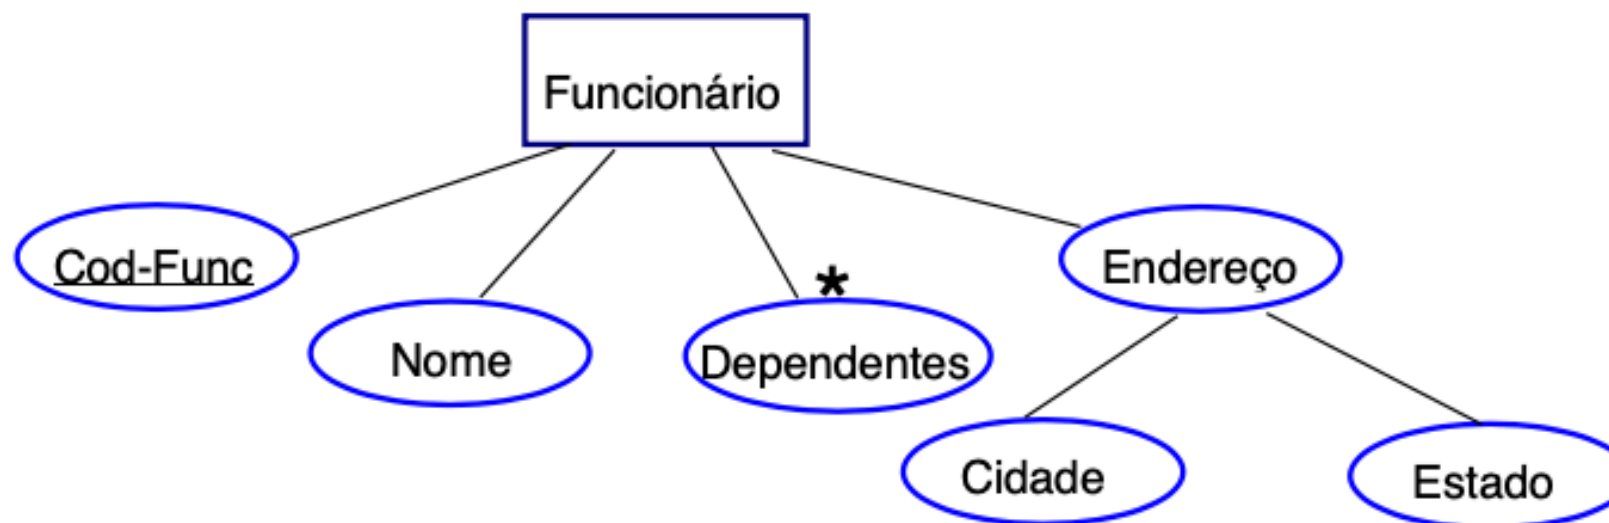 Funcionário
Cod-Func
Nome
*
Dependentes
Endereço
Cidade
Estado